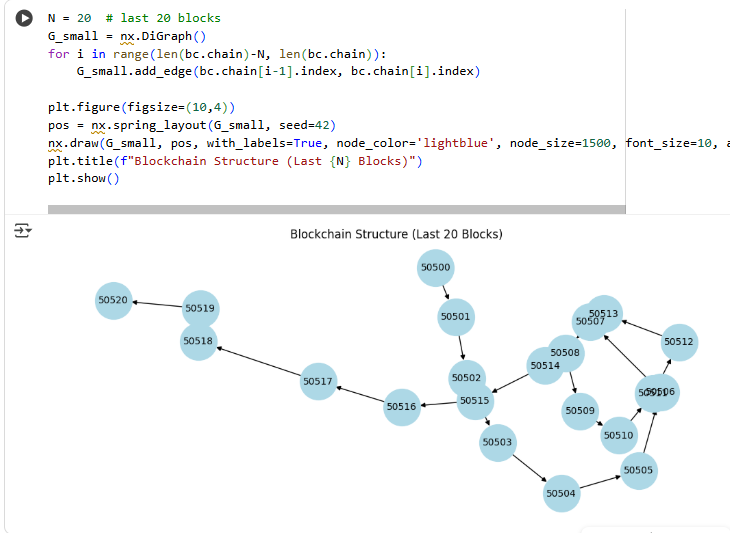 N = 20  # last 20 blocks
G_small = nx.DiGraph()
for i in range(len(bc.chain)-N, len(bc.chain)):
    G_small.add_edge(bc.chain[i-1].index, bc.chain[i].index)
plt.figure(figsize=(10,4))
pos = nx.spring_layout(G_small, seed=42)
nx.draw(G_small, pos, with_labels=True, node_color='lightblue', node_size=1500, font_size=10,
plt.title(f"Blockchain Structure (Last {N} Blocks)")
plt.show()
Blockchain Structure (Last 20 Blocks)
50500
50520
50519
50501
50513
50507
50518
50512
50508
50514
50502
50517
50506
50515
50516
50509
50510
50503
50505
50504